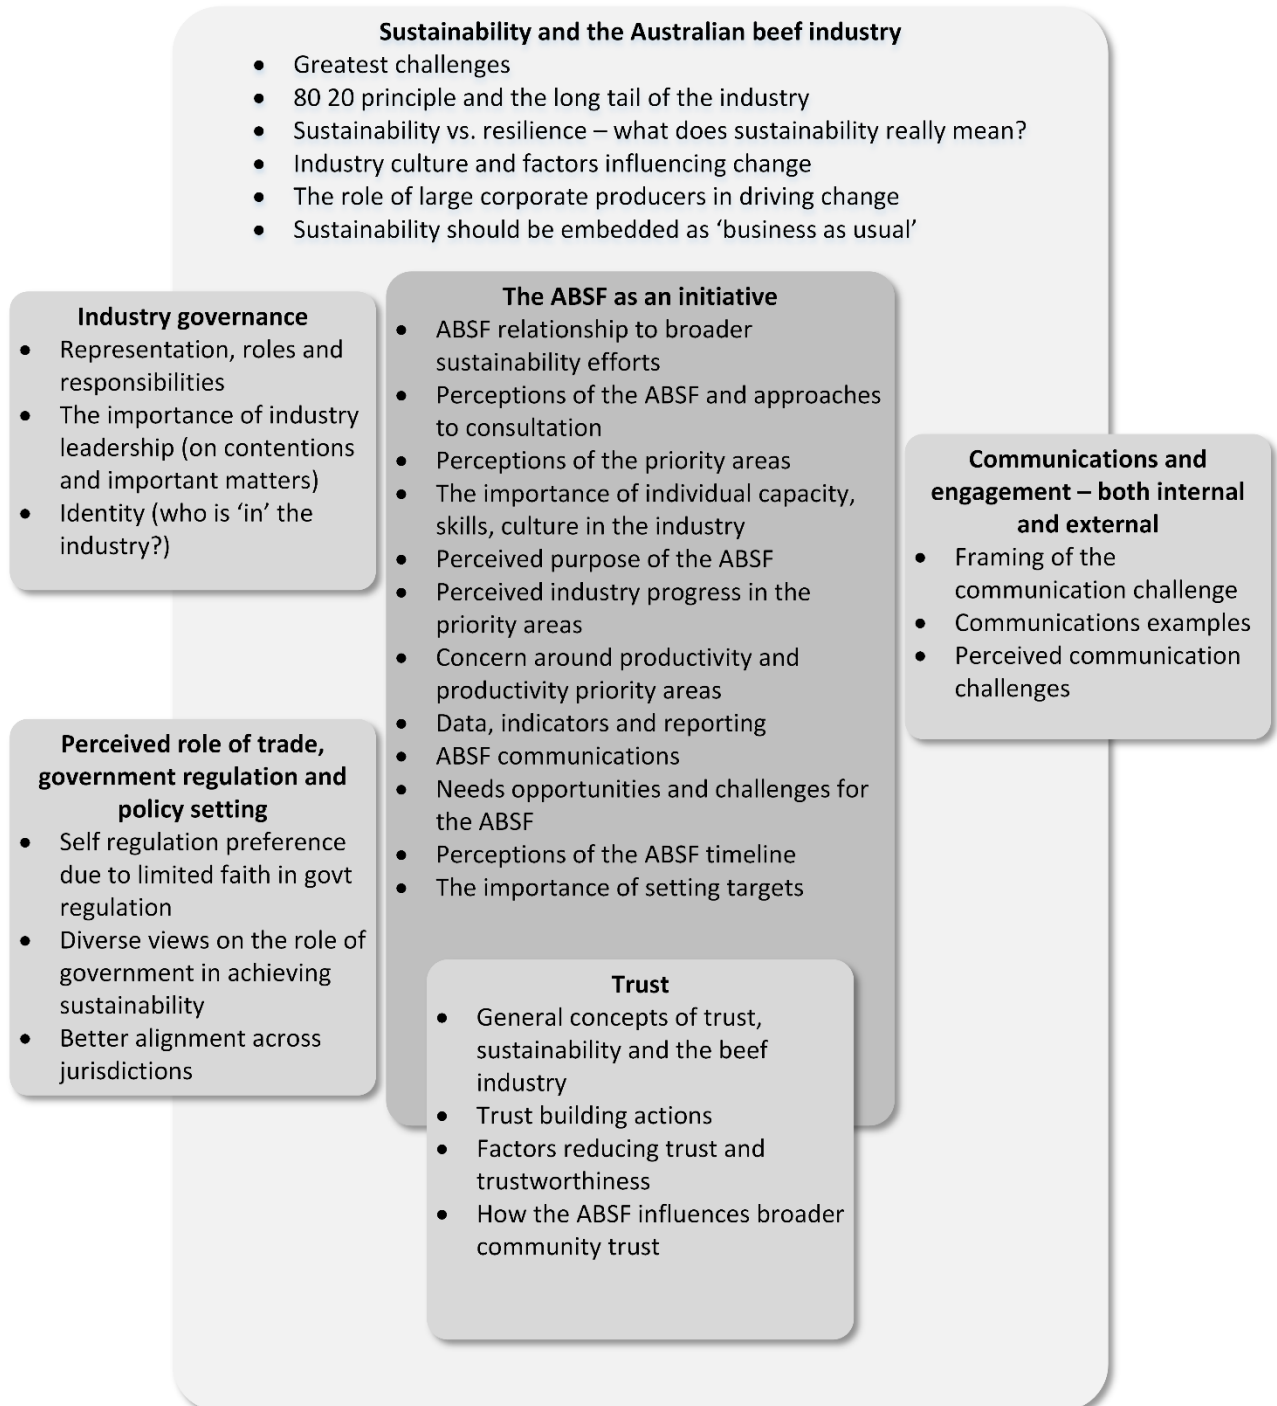 Sustainability and the Australian beef industry
• Greatest challenges
• 80 20 principle and the long tail of the industry
• Sustainability vs. resilience – what does sustainability really mean?
• Industry culture and factors influencing change
• The role of large corporate producers in driving change
• Sustainability should be embedded as ‘business as usual’
Industry governance
• Representation, roles and
responsibilities
• The importance of industry
leadership (on contentions
and important matters)
• Identity (who is ‘in’ the
industry?)
The ABSF as an initiative
• ABSF relationship to broader
sustainability efforts
• Perceptions of the ABSF and approaches
to consultation
• Perceptions of the priority areas
• The importance of individual capacity,
skills, culture in the industry
• Perceived purpose of the ABSF
• Perceived industry progress in the
priority areas
• Concern around productivity and
productivity priority areas
• Data, indicators and reporting
• ABSF communications
• Needs opportunities and challenges for
the ABSF
• Perceptions of the ABSF timeline
• The importance of setting targets
Communications and
engagement – both internal
and external
• Framing of the
communication challenge
• Communications examples
• Perceived communication
challenges
Perceived role of trade,
government regulation and
policy setting
• Self regulation preference
due to limited faith in govt
regulation
• Diverse views on the role of
government in achieving
sustainability
• Better alignment across
jurisdictions
Trust
• General concepts of trust,
sustainability and the beef
industry
• Trust building actions
• Factors reducing trust and
trustworthiness
• How the ABSF influences broader
community trust